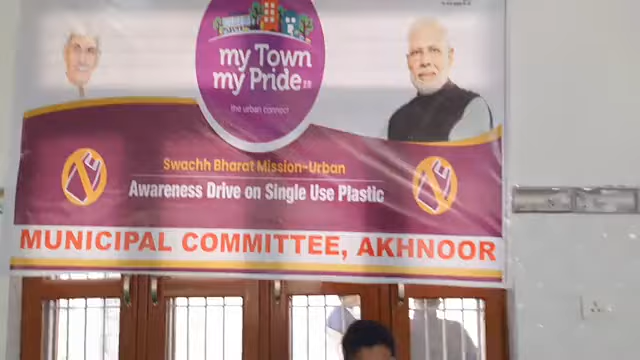 my Town
my Pride 2.0
the urban connect
Swachh Bharat Mission-Urban
Awareness Drive on Single Use Plastic
MUNICIPAL COMMITTEE, AKHNOOR